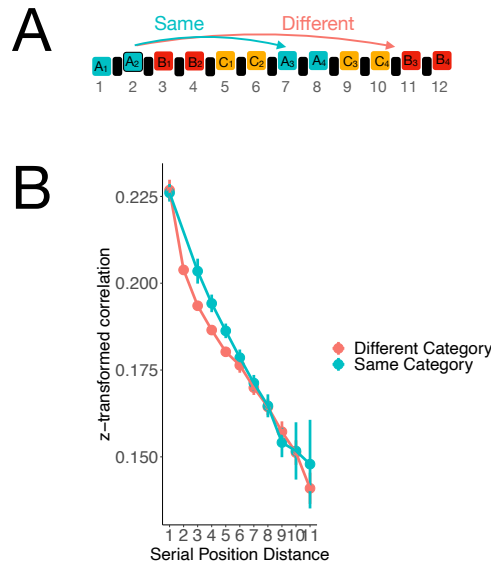 A
Same Different
A1 A2 B1 B2 C1 C2 A3 A4 C3 C4 B3 B4
1 2 3 4 5 6 7 8 9 10 11 12
B
0.225
0.200
0.175
0.150
z-transformed correlation
Different Category
Same Category
1 2 3 4 5 6 7 8 9 10 11
Serial Position Distance